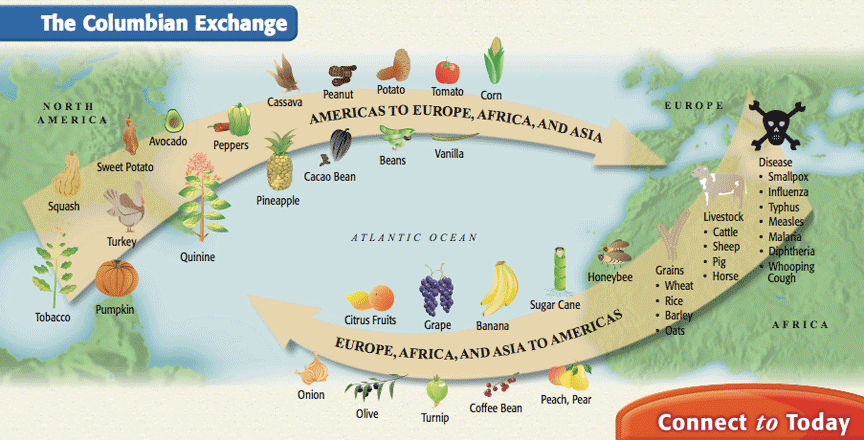 The Columbian Exchange
NORTH
AMERICA
EUROPE
Cassava
Peanut
Potato
Tomato
Corn
AMERICAS TO EUROPE, AFRICA, AND ASIA
Avocado
Peppers
Sweet Potato
Squash
Turkey
Quinine
Pineapple
Cacao Bean
Beans
Vanilla
Tobacco
Pumpkin
ATLANTIC OCEAN
Disease
• Smallpox
• Influenza
• Typhus
• Measles
• Malaria
• Diphtheria
• Whooping
Cough
Livestock
• Cattle
• Sheep
• Pig
• Horse
Grains
• Wheat
• Rice
• Barley
• Oats
Honeybee
Sugar Cane
Banana
Grape
Citrus Fruits
EUROPE, AFRICA, AND ASIA TO AMERICAS
AFRICA
Onion
Olive
Turnip
Coffee Bean
Peach, Pear
Connect to Today